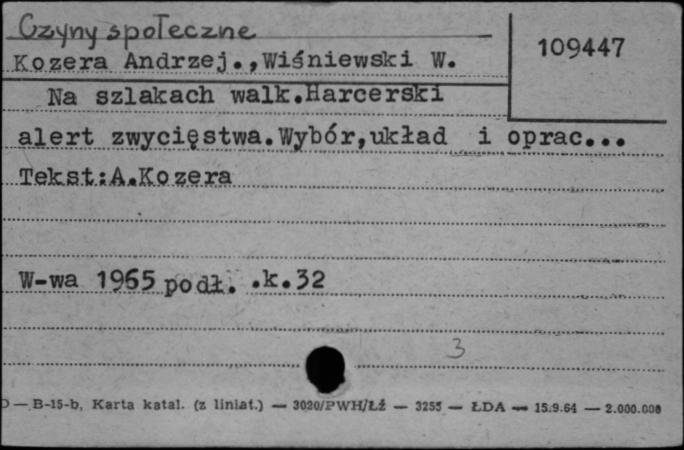 Czyny społeczne
109447
Kozera Andrzej.,Wiśniewski W.
Na szlakach walk.Harcerski
alert zwycięstwa.Wybór,układ i oprac...
Tekst:A.Kozera
W-wa 1965 podł. .k.32
3
— B-15-b, Karta katal. (z liniat.) — 3020/PWH/Łź — 3255 — ŁDA — 15.9.64 — 2.000.000